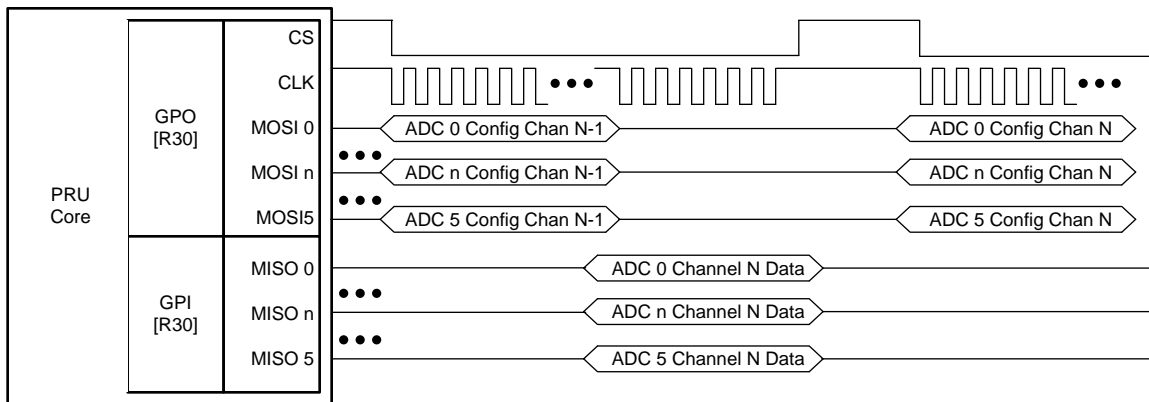 CS
CLK
MOSI 0
ADC 0 Config Chan N-1
ADC 0 Config Chan N
GPO
[R30]
MOSI n
ADC n Config Chan N-1
ADC n Config Chan N
PRU
Core
MOSI5
ADC 5 Config Chan N-1
ADC 5 Config Chan N
MISO 0
ADC 0 Channel N Data
GPI
[R30]
MISO n
ADC n Channel N Data
MISO 5
ADC 5 Channel N Data